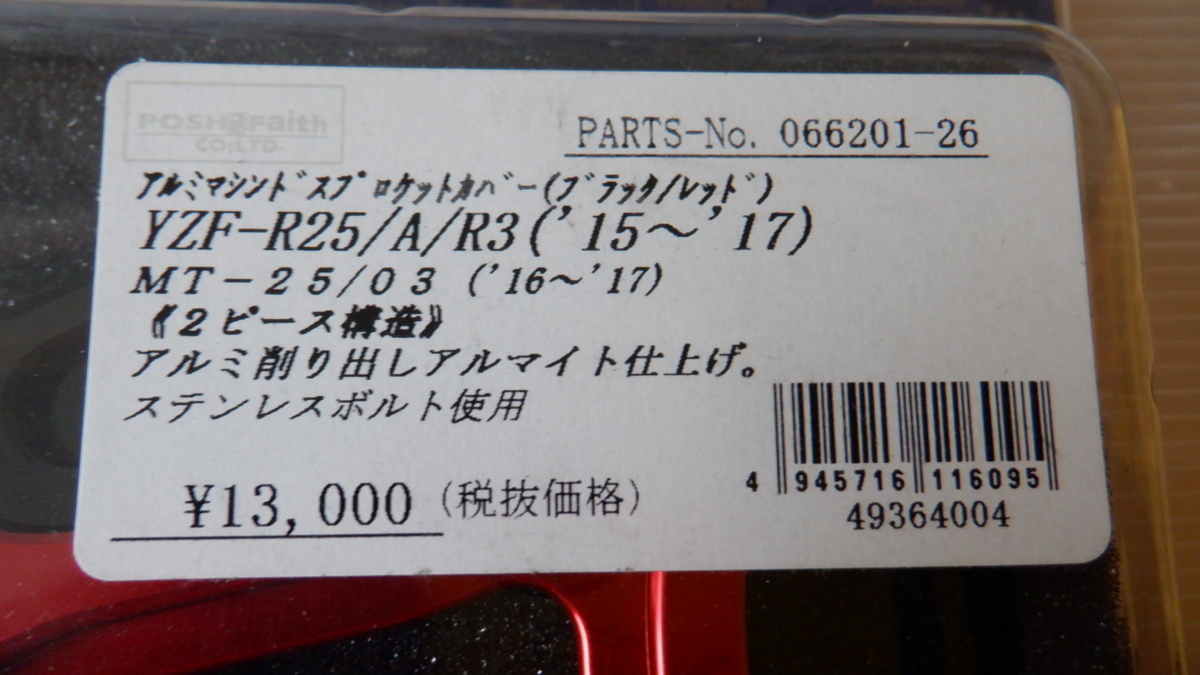 POSH Faith
CO.LTD.
PARTS-No. 066201-26
ｱﾙﾐﾏｼﾝﾄﾞｽﾌﾟﾛｹｯﾄｶﾊﾞｰ(ﾌﾞﾗｯｸ/ﾚｯﾄﾞ)
YZF-R25/A/R3('15～'17)
ＭＴ－２５/０３ ('16～'17)
《２ピース構造》
アルミ削り出しアルマイト仕上げ。
ステンレスボルト使用
¥13,000 (税抜価格)
4 945716 116095
49364004